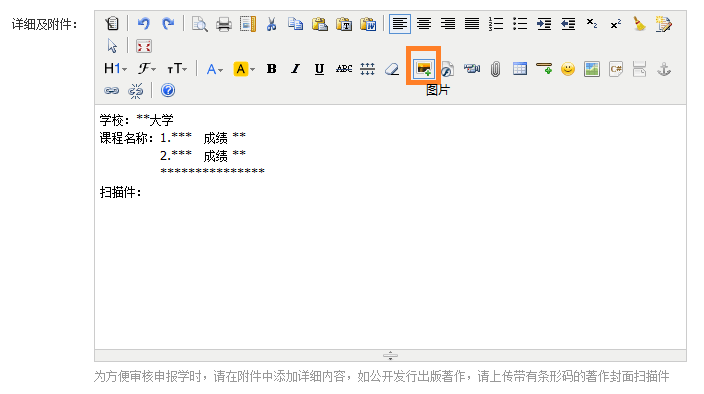 详细及附件：
H1 ℱ тT A A B I U ABC
C#
图片
学校：**大学
课程名称：1.*** 成绩 **
2.*** 成绩 **
***************
扫描件：
为方便审核申报学时，请在附件中添加详细内容，如公开发行出版著作，请上传带有条形码的著作封面扫描件